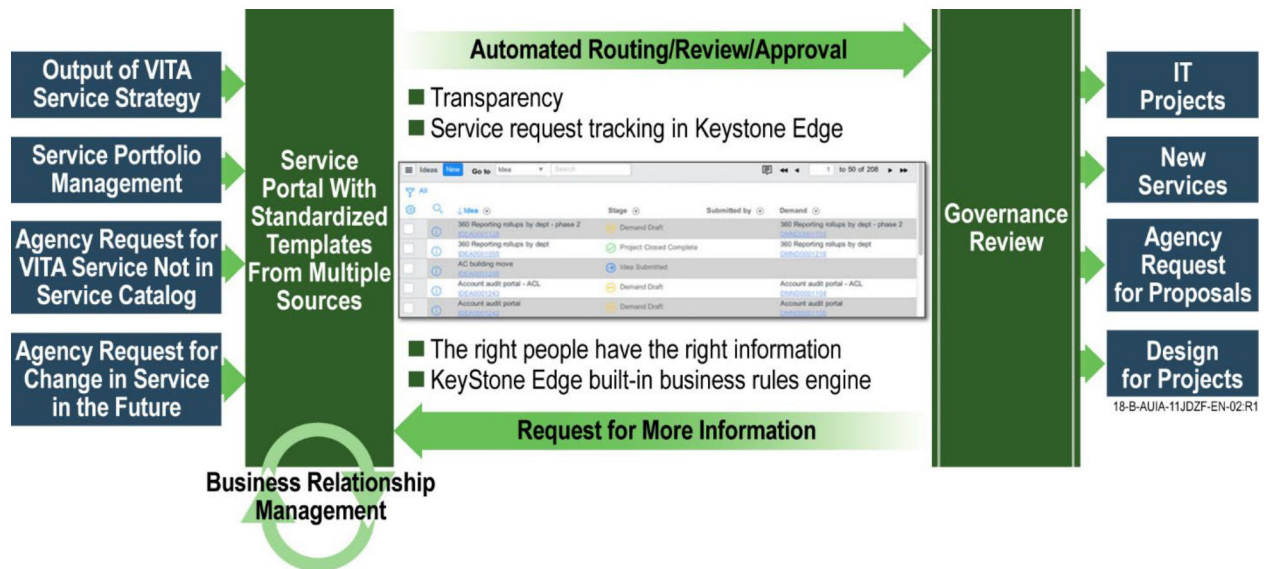 Output of VITA
Service Strategy
Service Portfolio
Management
Agency Request for
VITA Service Not in
Service Catalog
Agency Request for
Change in Service
in the Future
Service
Portal With
Standardized
Templates
From Multiple
Sources
Business Relationship
Management
Automated Routing/Review/Approval
Transparency
Service request tracking in Keystone Edge
Ideas New Go to Idea Search 1 to 50 of 208
All
Idea Stage Submitted by Demand
360 Reporting rollups by dept - phase 2 Demand Draft 360 Reporting rollups by dept - phase 2
360 Reporting rollups by dept Project Closed Complete 360 Reporting rollups by dept
AC building move Idea Submitted
Account audit portal - ACL Demand Draft Account audit portal - ACL
IDEA0001243
Account audit portal Demand Draft Account audit portal
The right people have the right information
KeyStone Edge built-in business rules engine
Request for More Information
Governance
Review
IT
Projects
New
Services
Agency
Request
for Proposals
Design
for Projects
18-B-AUIA-11JDZF-EN-02:R1